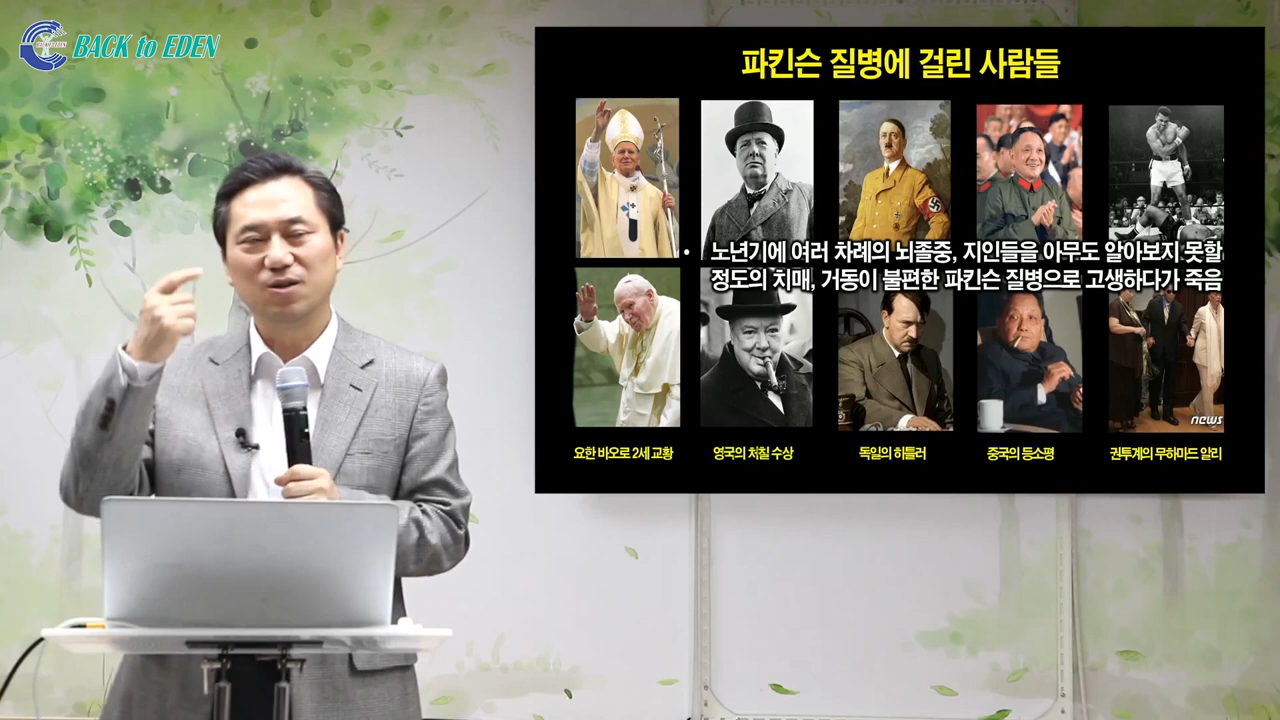 BACK to EDEN
파킨슨 질병에 걸린 사람들
• 노년기에 여러 차례의 뇌졸중, 지인들을 아무도 알아보지 못할
정도의 치매, 거동이 불편한 파킨슨 질병으로 고생하다가 죽음
news
요한 바오로 2세 교황
영국의 처칠 수상
독일의 히틀러
중국의 등소평
권투계의 무하마드 알리